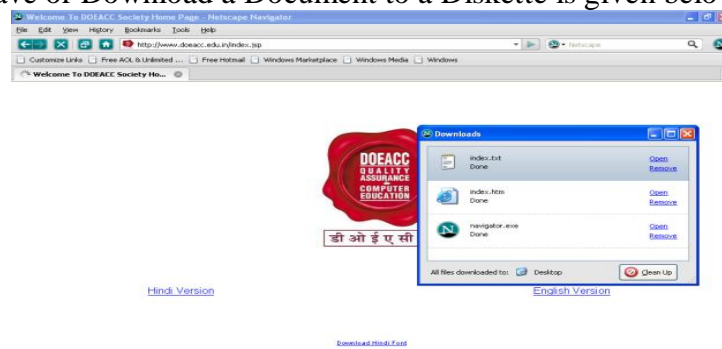 ave or Download a Document to a Diskette is given belo
Welcome To DOEACC Society Home Page - Netscape Navigator
File Edit View History Bookmarks Tools Help
http://www.doeacc.edu.in/index.jsp
Netscape
Customize Links Free AOL & Unlimited ... Free Hotmail Windows Marketplace Windows Media Windows
Welcome To DOEACC Society Ho...
DOEACC
QUALITY
ASSURANCE
in
COMPUTER
EDUCATION
डी ओ ई ए सी
Downloads
index.txt
Done
Open
Remove
index.htm
Done
Open
Remove
navigator.exe
Done
Open
Remove
All files downloaded to: Desktop
Clean Up
Hindi Version
English Version
Download Hindi Font